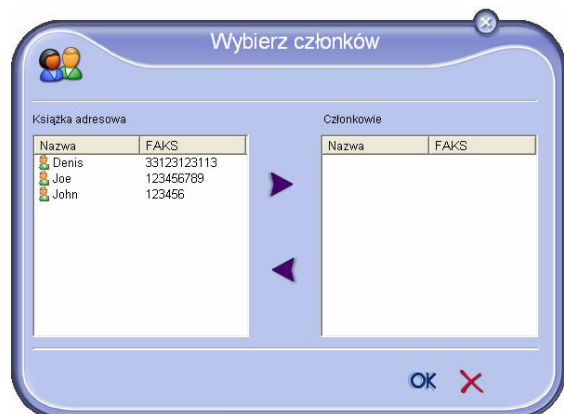 Wybierz członków
Książka adresowa
Nazwa FAKS
Denis 33123123113
Joe 123456789
John 123456
Członkowie
Nazwa FAKS
OK